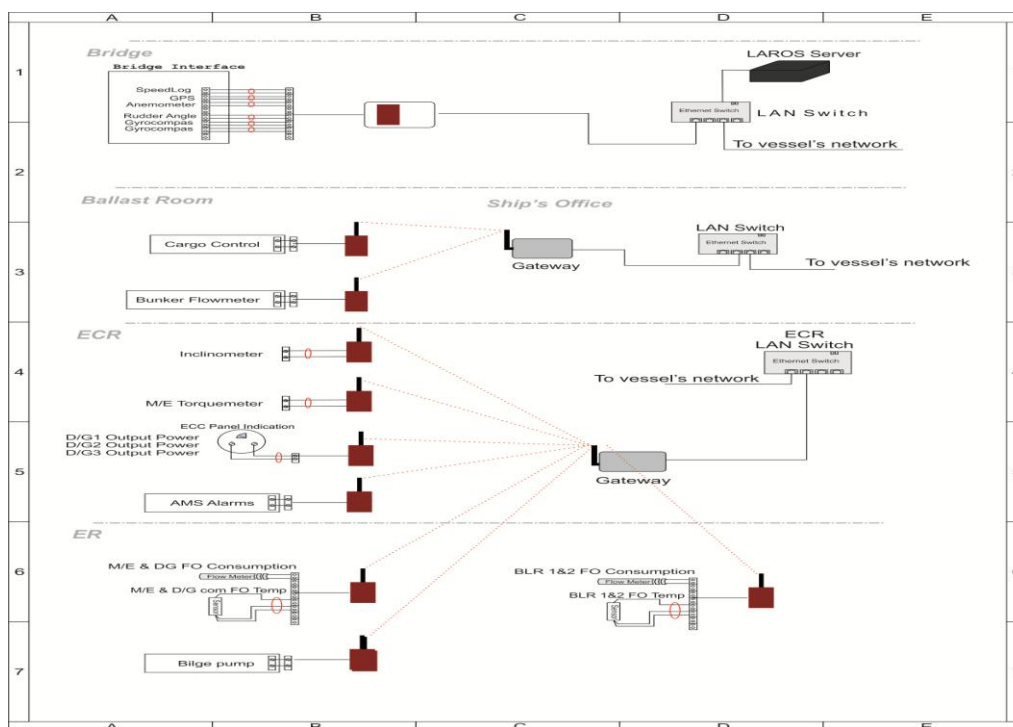 A B C D E
Bridge
LAROS Server
1
Bridge Interface
SpeedLog
GPS
Anemometer
Rudder Angle
Gyrocompas
Gyrocompas
Ethernet Switch
LAN Switch
To vessel's network
2
Ballast Room
Ship's Office
LAN Switch
Cargo Control
Ethernet Switch
Gateway
To vessel's network
3
Bunker Flowmeter
ECR
ECR
LAN Switch
Inclinometer
Ethernet Switch
4
To vessel's network
M/E Torquemeter
ECC Panel Indication
D/G1 Output Power
D/G2 Output Power
D/G3 Output Power
5
Gateway
AMS Alarms
ER
M/E & DG FO Consumption
BLR 1&2 FO Consumption
6
Flow Meter
Flow Meter
M/E & D/G com FO Temp
BLR 1&2 FO Temp
Sensor
Sensor
Bilge pump
7
A B C D E